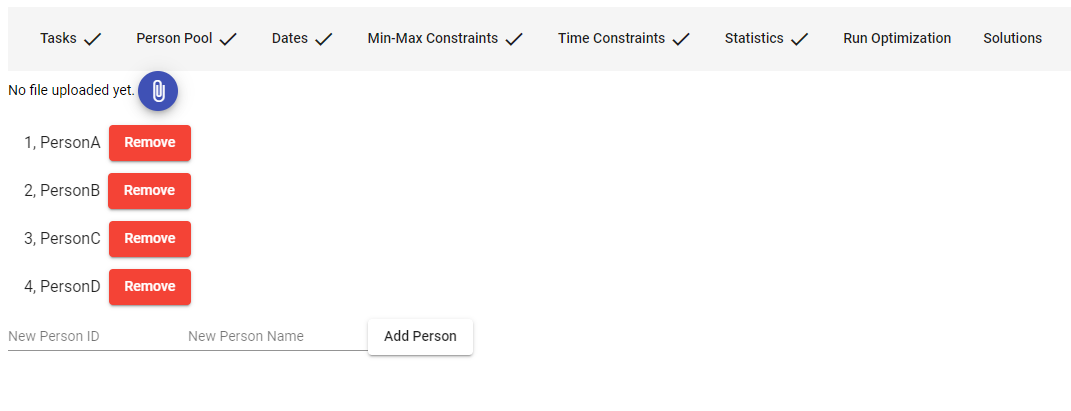 Tasks Person Pool Dates Min-Max Constraints Time Constraints Statistics Run Optimization Solutions
No file uploaded yet.
1, PersonA Remove
2, PersonB Remove
3, PersonC Remove
4, PersonD Remove
New Person ID New Person Name Add Person